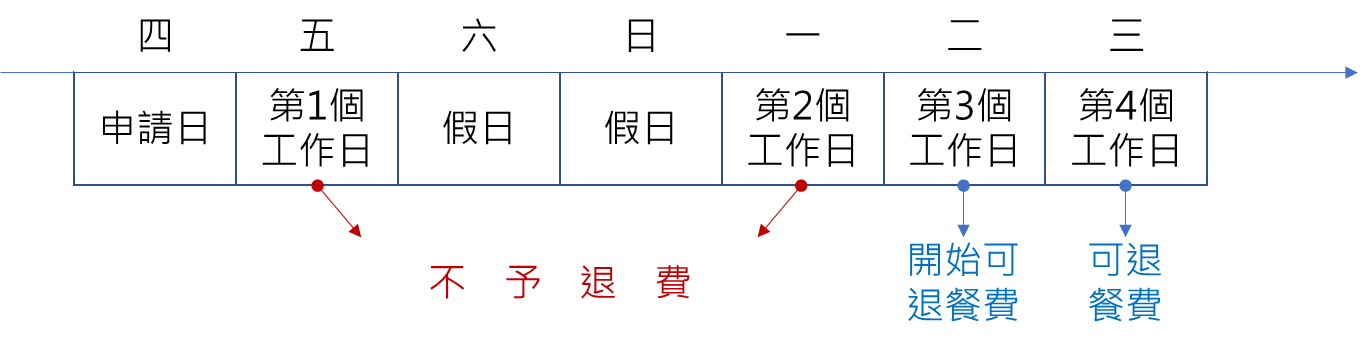 四 五 六 日 一 二 三
申請日
第1個
工作日
假日
假日
第2個
工作日
第3個
工作日
第4個
工作日
不予退費
開始可
退餐費
可退
餐費